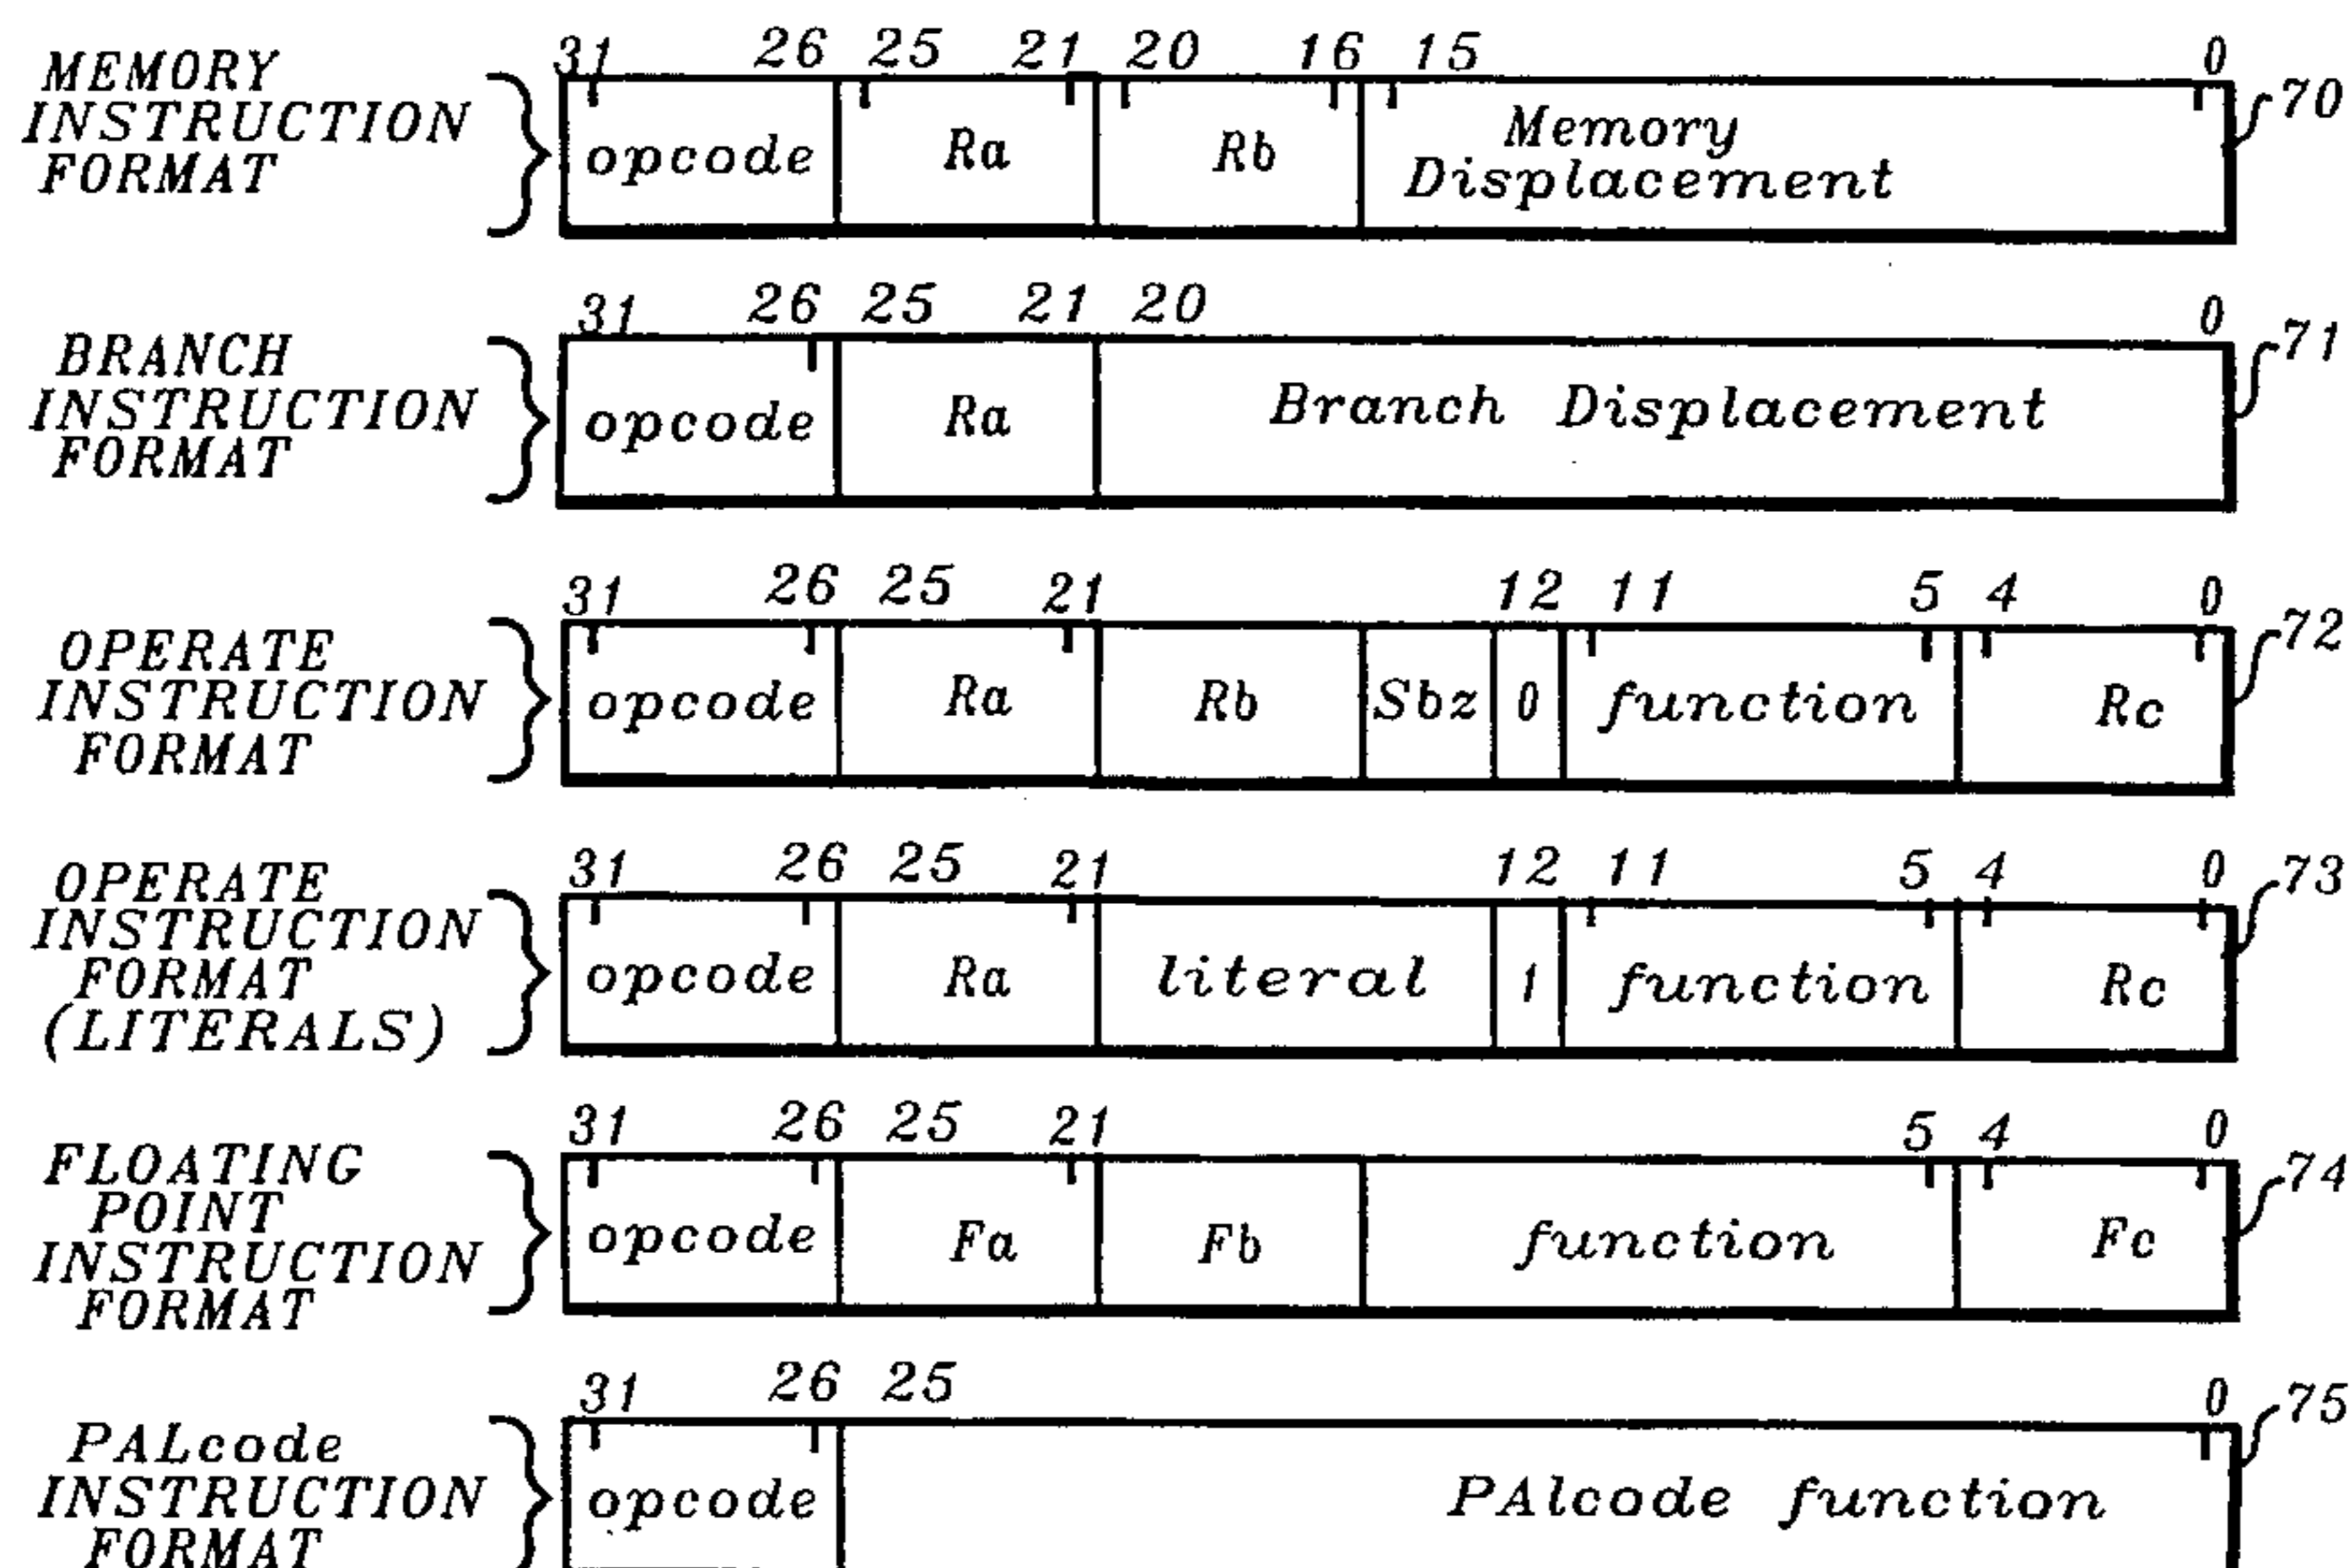 31 26 25 21 20 16 15 0
MEMORY
INSTRUCTION
FORMAT
opcode Ra Rb Memory
Displacement
70
31 26 25 21 20 0
BRANCH
INSTRUCTION
FORMAT
opcode Ra Branch Displacement
71
31 26 25 21 12 11 5 4 0
OPERATE
INSTRUCTION
FORMAT
opcode Ra Rb Sbz 0 function Rc
72
31 26 25 21 12 11 5 4 0
OPERATE
INSTRUCTION
FORMAT
(LITERALS)
opcode Ra literal 1 function Rc
73
31 26 25 21 5 4 0
FLOATING
POINT
INSTRUCTION
FORMAT
opcode Fa Fb function Fc
74
31 26 25 0
PALcode
INSTRUCTION
FORMAT
opcode PAlcode function
75